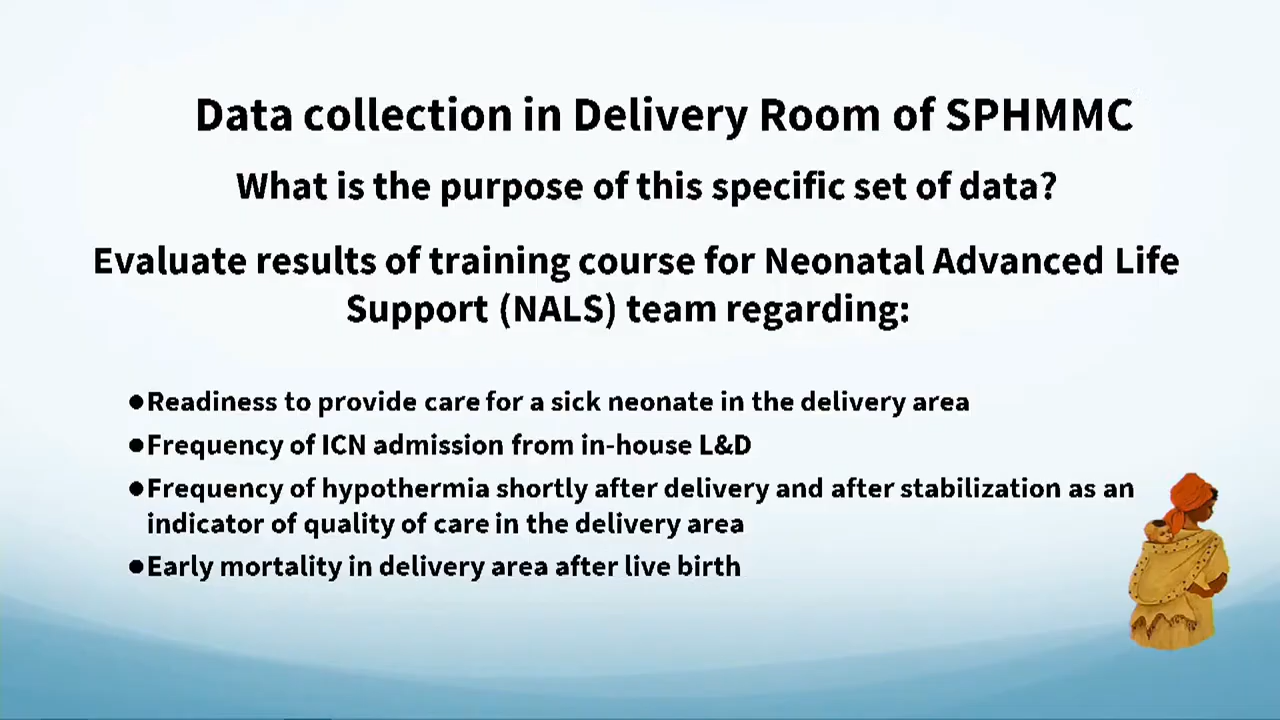 Data collection in Delivery Room of SPHMMC
What is the purpose of this specific set of data?
Evaluate results of training course for Neonatal Advanced Life
Support (NALS) team regarding:
●Readiness to provide care for a sick neonate in the delivery area
●Frequency of ICN admission from in-house L&D
●Frequency of hypothermia shortly after delivery and after stabilization as an
indicator of quality of care in the delivery area
●Early mortality in delivery area after live birth